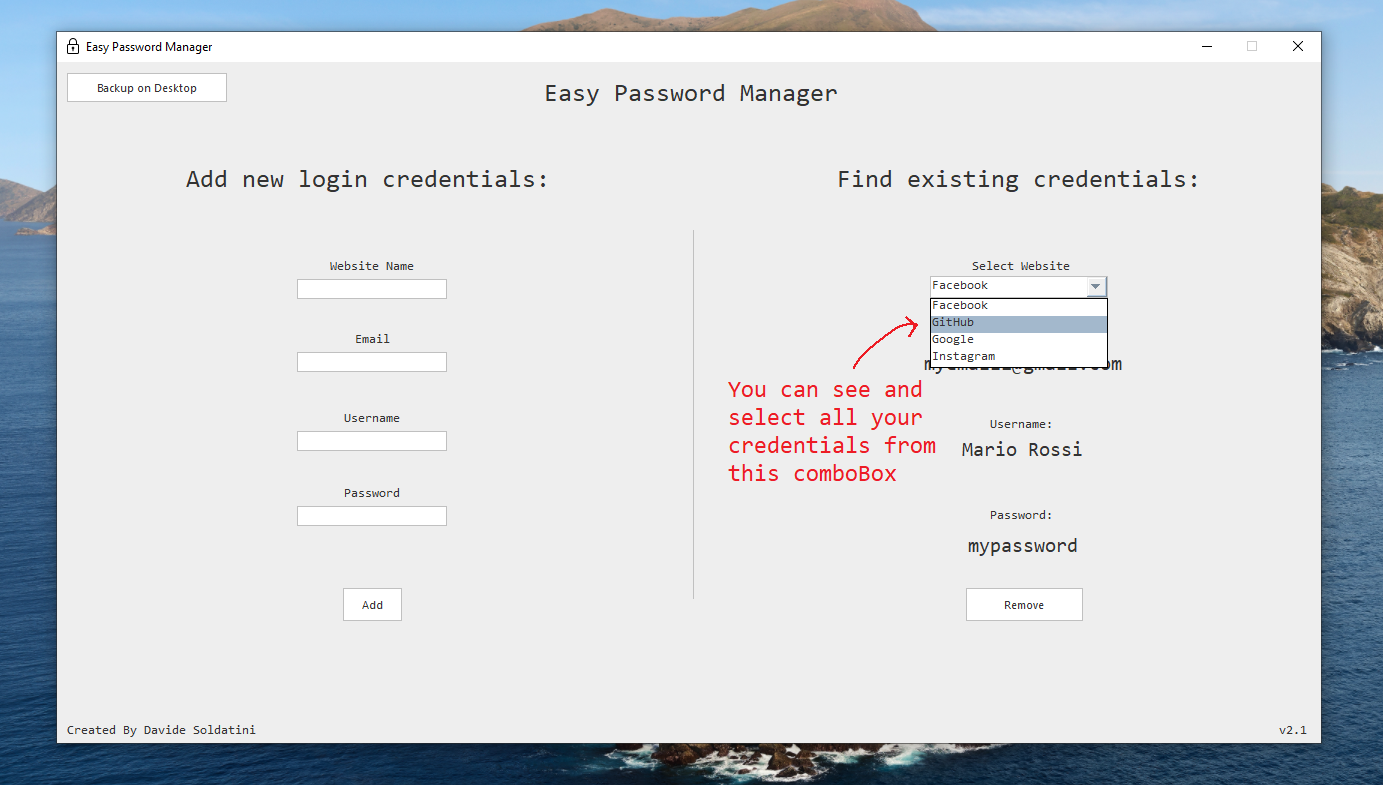 Easy Password Manager
Backup on Desktop
Easy Password Manager
Add new login credentials:
Find existing credentials:
Website Name
Email
Username
Password
Add
Select Website
Facebook
Facebook
GitHub
Google
Instagram
You can see and
select all your
credentials from
this comboBox
Username:
Mario Rossi
Password:
mypassword
Remove
Created By Davide Soldatini
v2.1